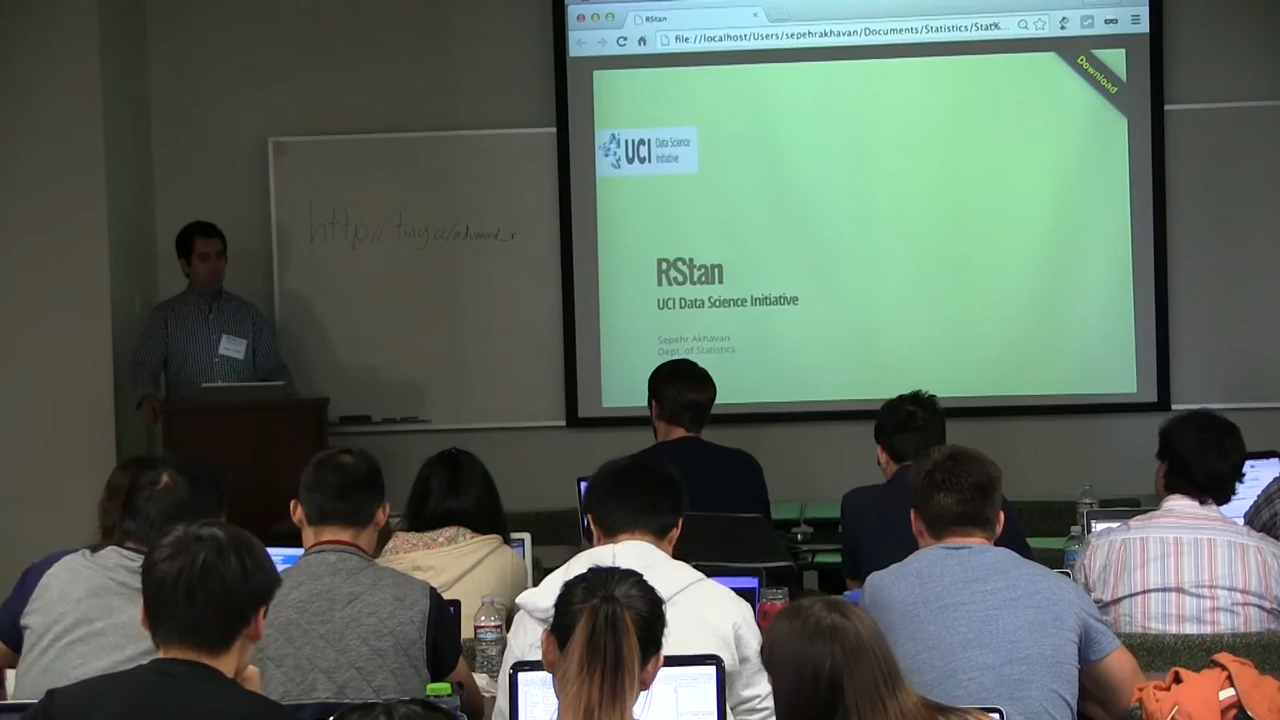 RStan
file://localhost/Users/sepehrakhavan/Documents/Statistics/Stat%...
Download
UCI Data Science
Initiative
http// tiny.cc/advanced_r
RStan
UCI Data Science Initiative
Sepehr Akhavan
Dept. of Statistics